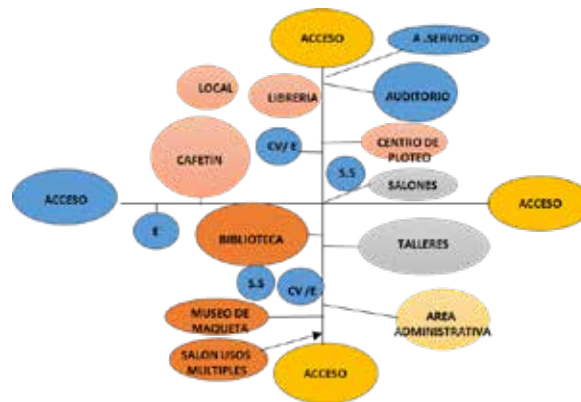 ACCESO
A .SERVICIO
LOCAL
LIBRERIA
AUDITORIO
CV/ E
CENTRO DE
PLOTEO
CAFETIN
S.S
SALONES
ACCESO
ACCESO
E
BIBLIOTECA
TALLERES
S.S
CV /E
MUSEO DE
MAQUETA
AREA
ADMINISTRATIVA
SALON USOS
MULTIPLES
ACCESO